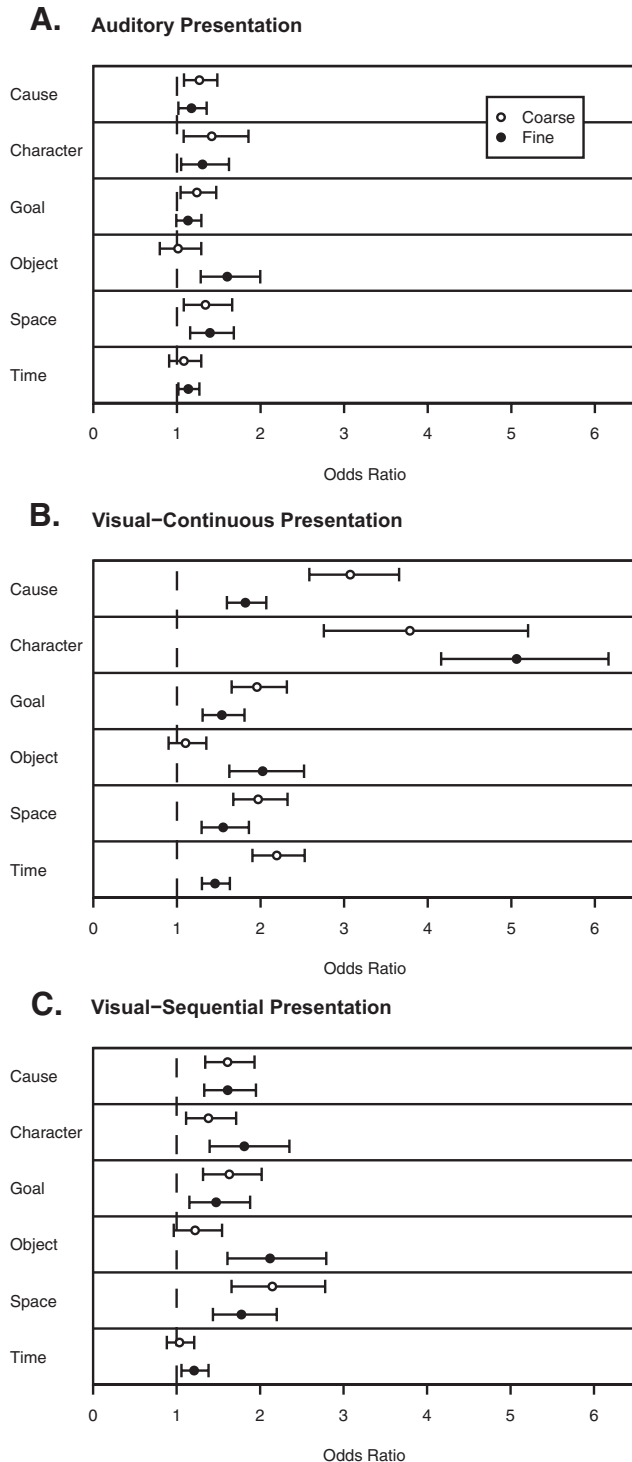 A. Auditory Presentation
Cause
Coarse
Fine
Character
Goal
Object
Space
Time
0 1 2 3 4 5 6
Odds Ratio
B. Visual−Continuous Presentation
Cause
Character
Goal
Object
Space
Time
0 1 2 3 4 5 6
Odds Ratio
C. Visual−Sequential Presentation
Cause
Character
Goal
Object
Space
Time
0 1 2 3 4 5 6
Odds Ratio